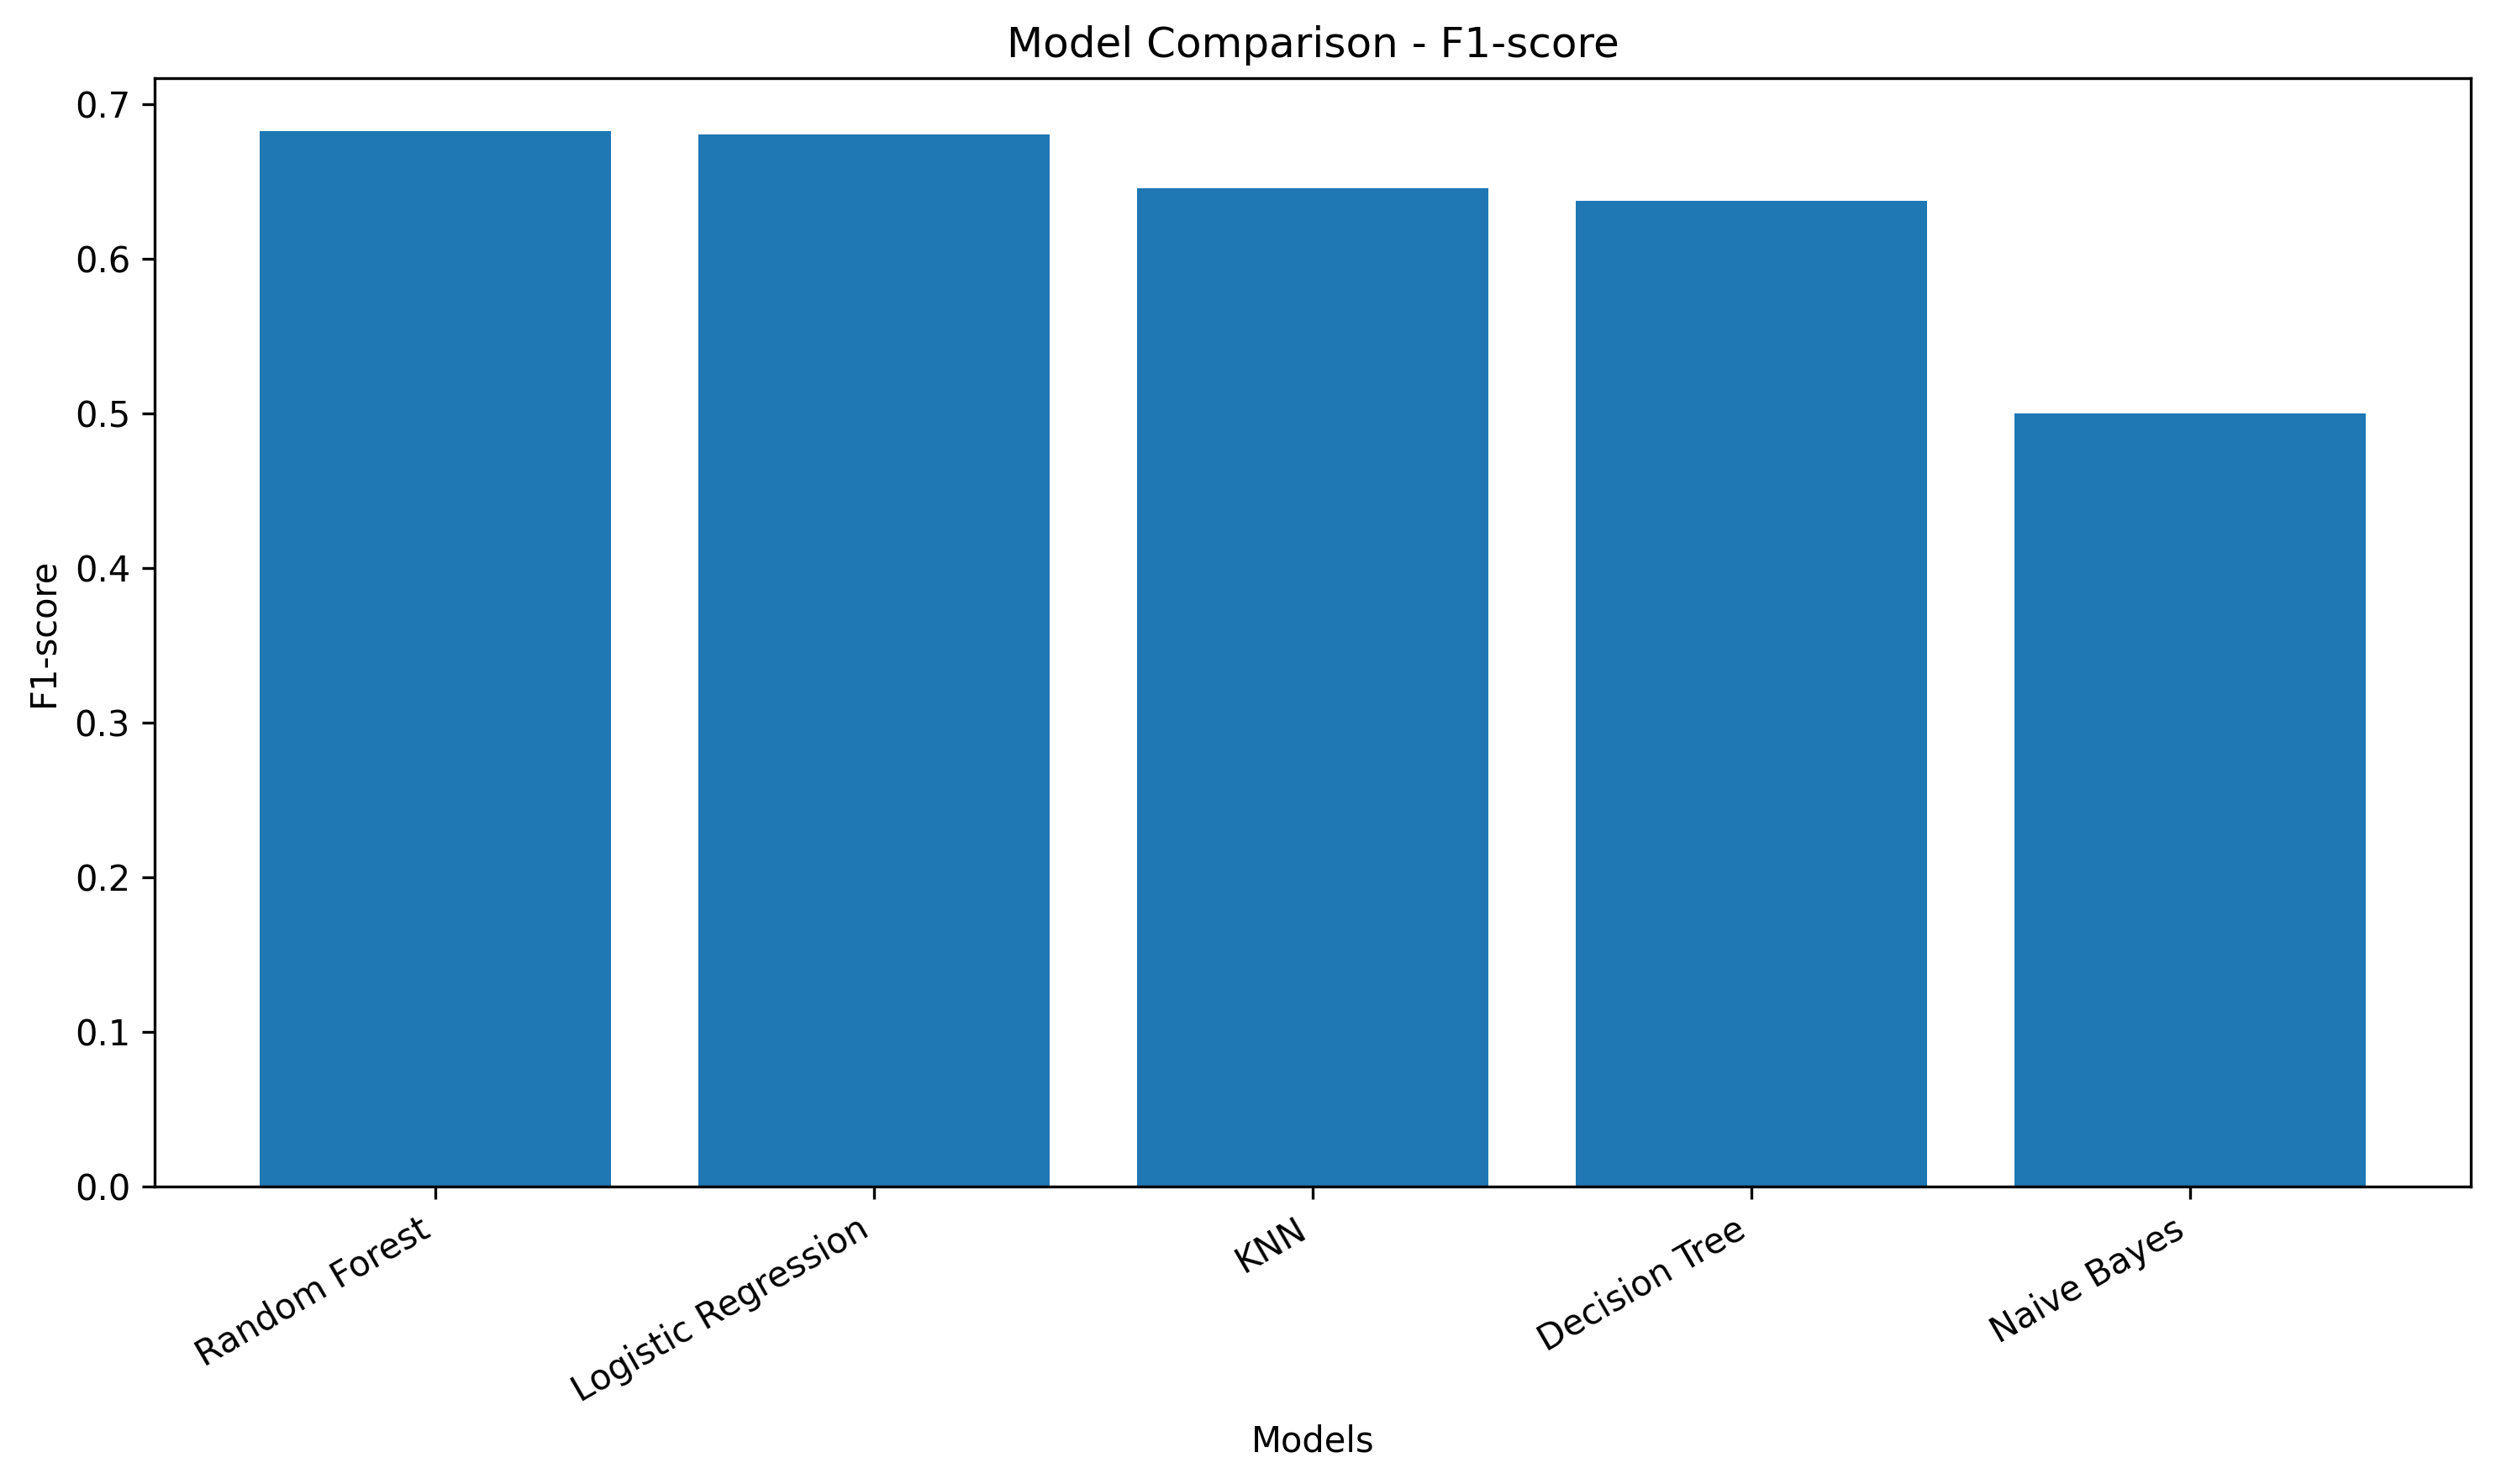 Model Comparison - F1-score
0.7
0.6
0.5
0.4
0.3
0.2
0.1
0.0
F1-score
Random Forest
Logistic Regression
KNN
Decision Tree
Naive Bayes
Models